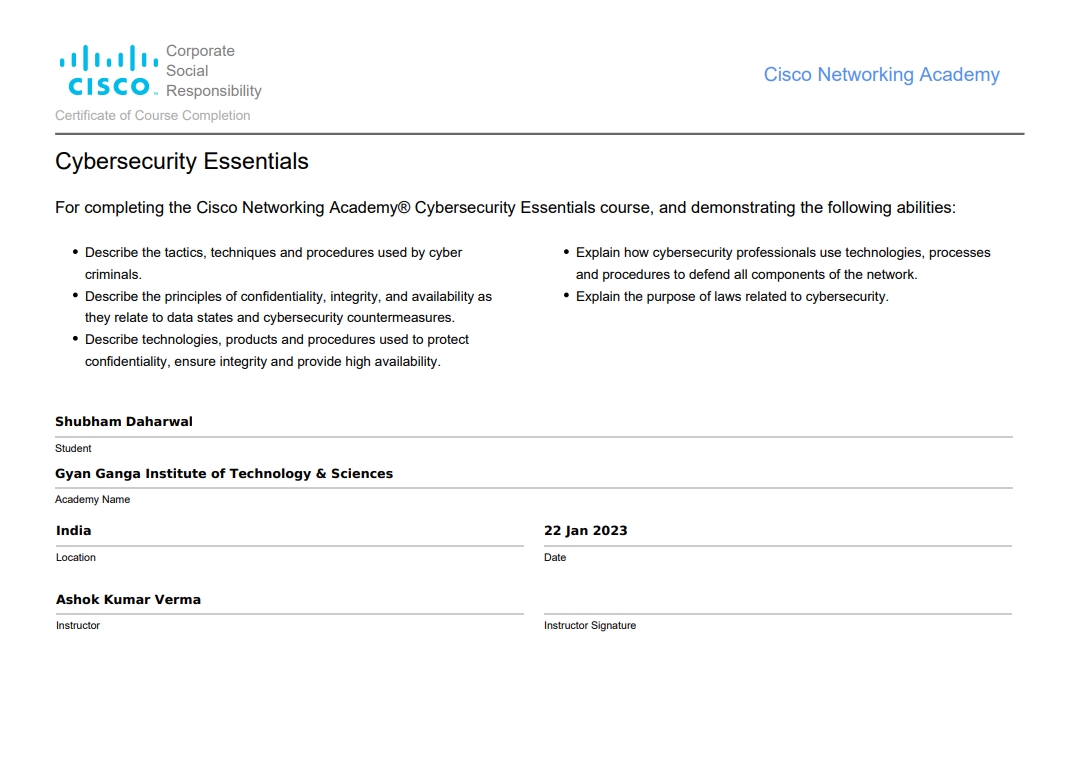 Corporate
Social
Responsibility
CISCO™
Cisco Networking Academy
Certificate of Course Completion
Cybersecurity Essentials
For completing the Cisco Networking Academy® Cybersecurity Essentials course, and demonstrating the following abilities:
• Describe the tactics, techniques and procedures used by cyber
criminals.
• Describe the principles of confidentiality, integrity, and availability as
they relate to data states and cybersecurity countermeasures.
• Describe technologies, products and procedures used to protect
confidentiality, ensure integrity and provide high availability.
• Explain how cybersecurity professionals use technologies, processes
and procedures to defend all components of the network.
• Explain the purpose of laws related to cybersecurity.
Shubham Daharwal
Student
Gyan Ganga Institute of Technology & Sciences
Academy Name
India
Location
22 Jan 2023
Date
Ashok Kumar Verma
Instructor
Instructor Signature